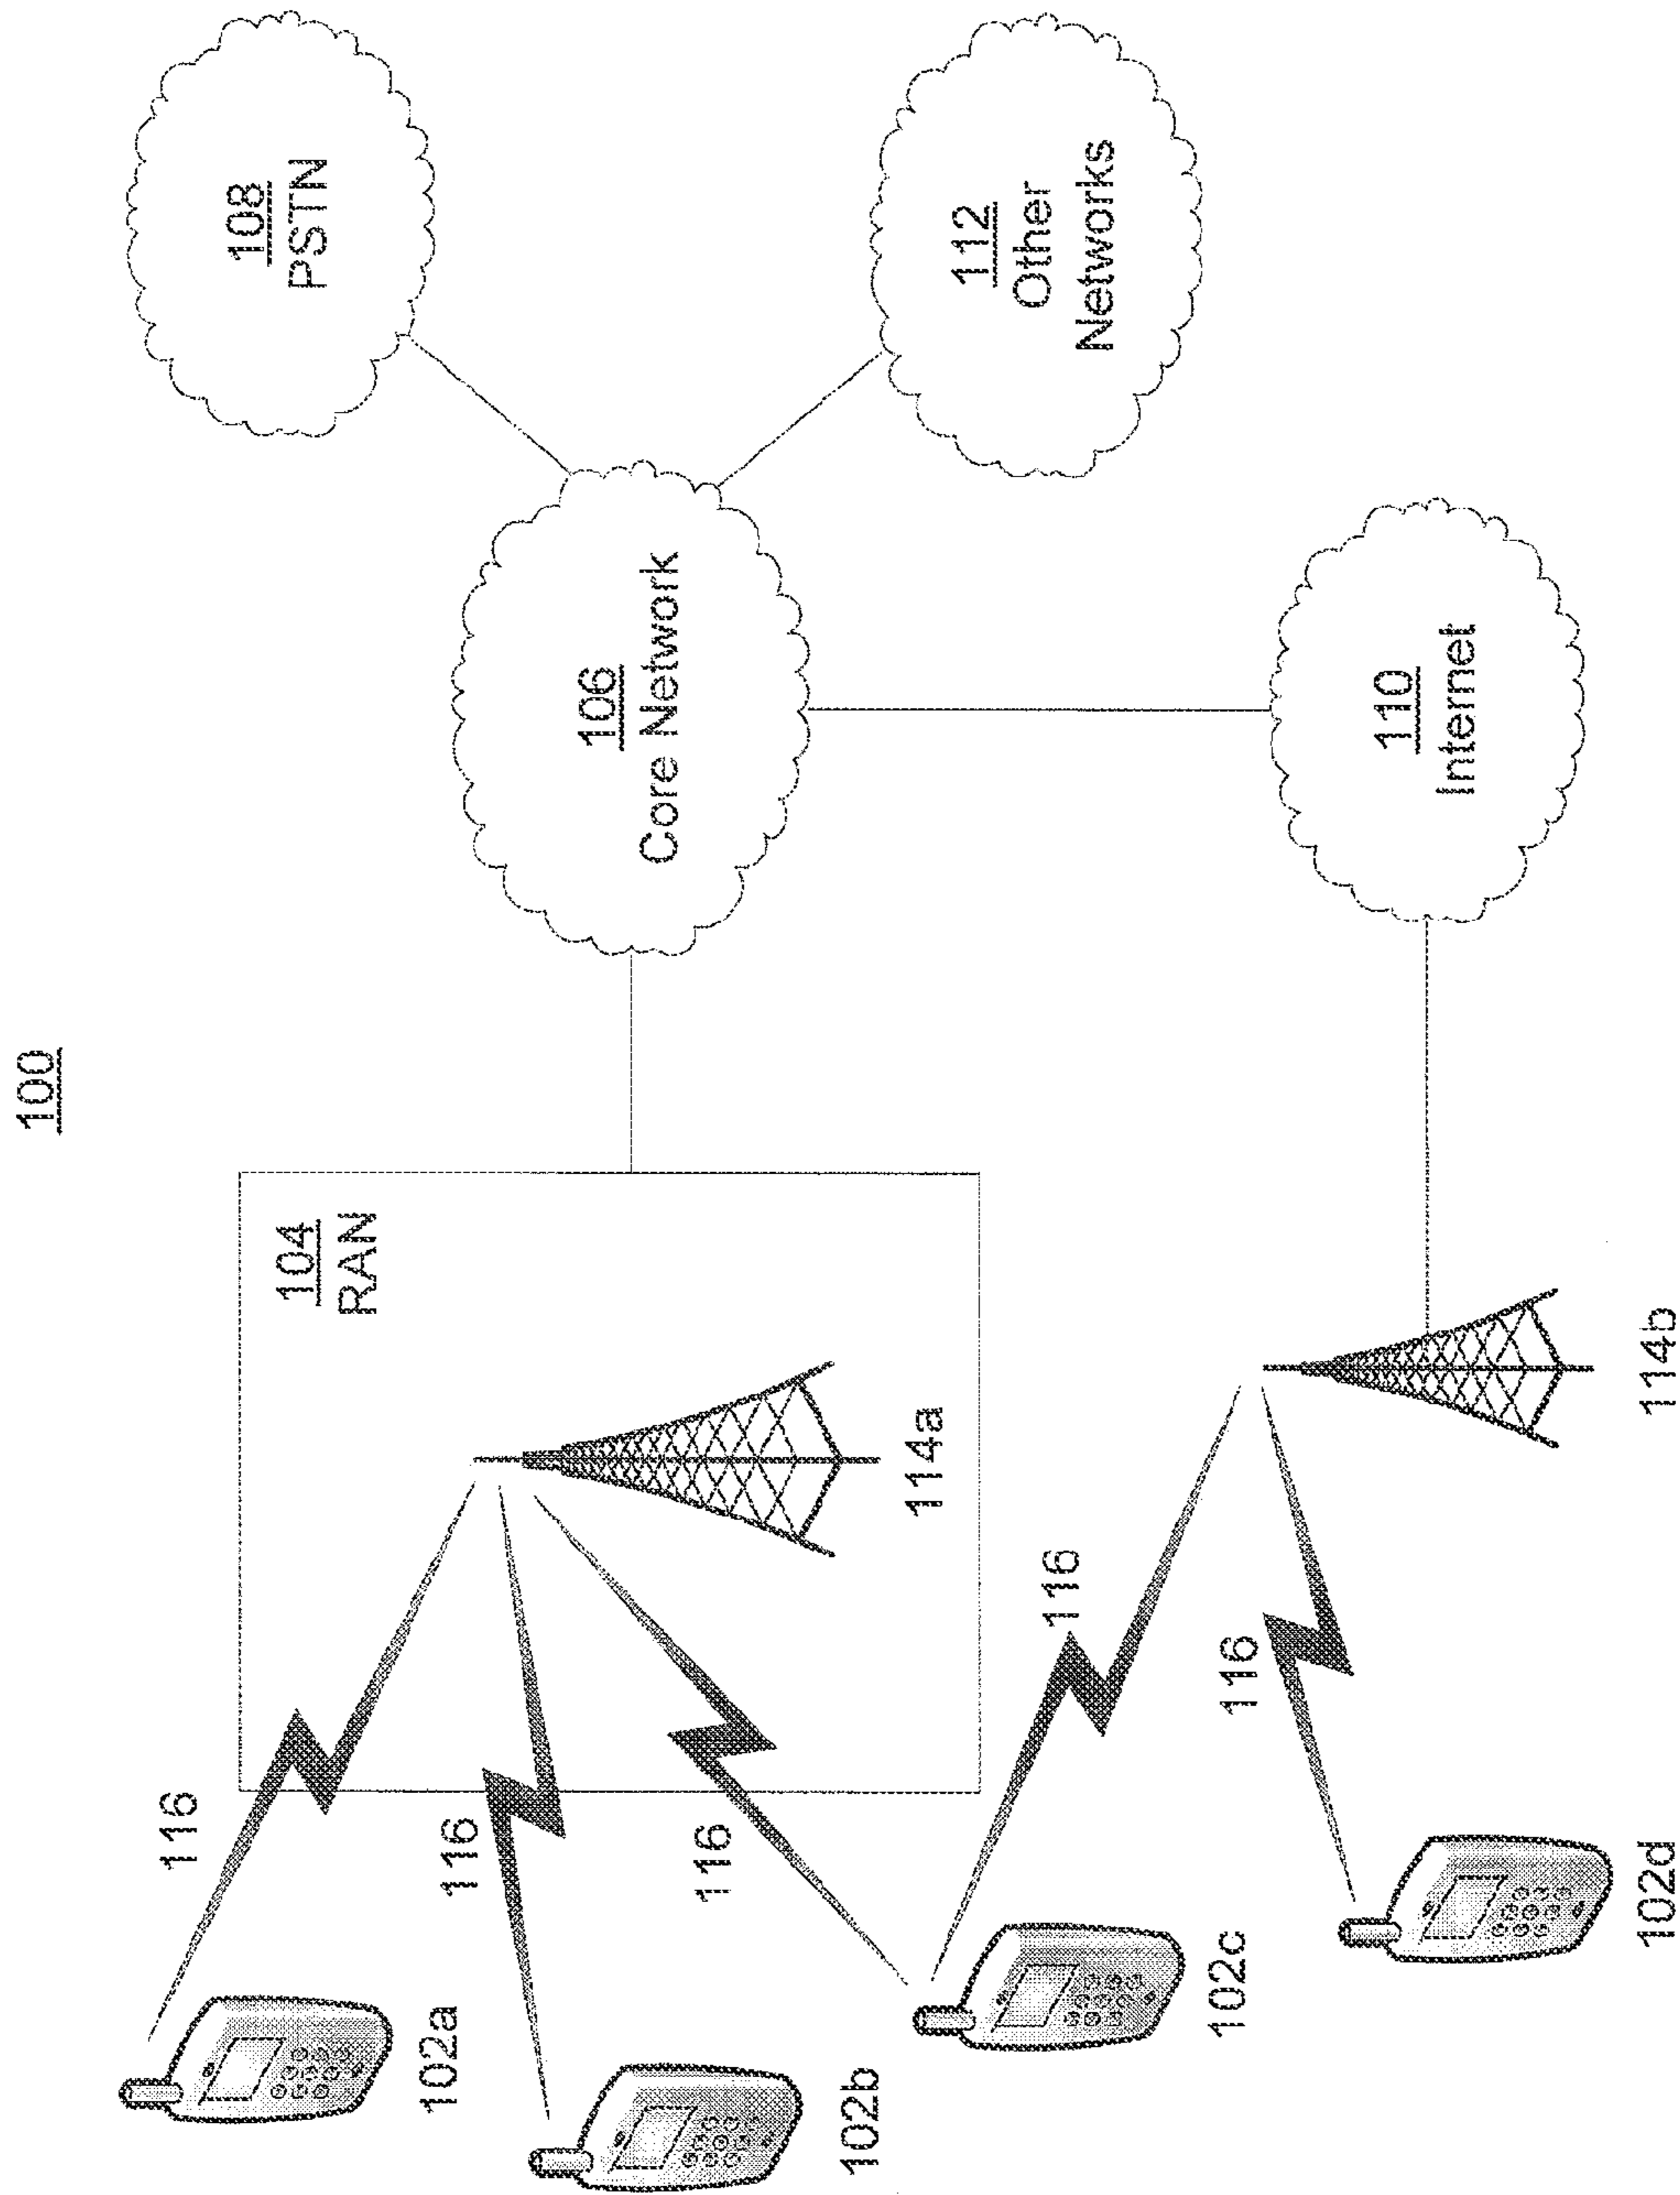 100
104
RAN
108
PSTN
106
Core Network
112
Other
Networks
110
Internet
114a
114b
116
116
116
116
116
102a
102b
102c
102d